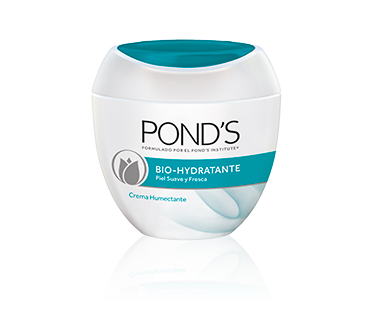 POND'S
FORMULADO POR EL POND'S INSTITUTE*
BIO-HYDRATANTE
Piel Suave y Fresca
Crema Humectante